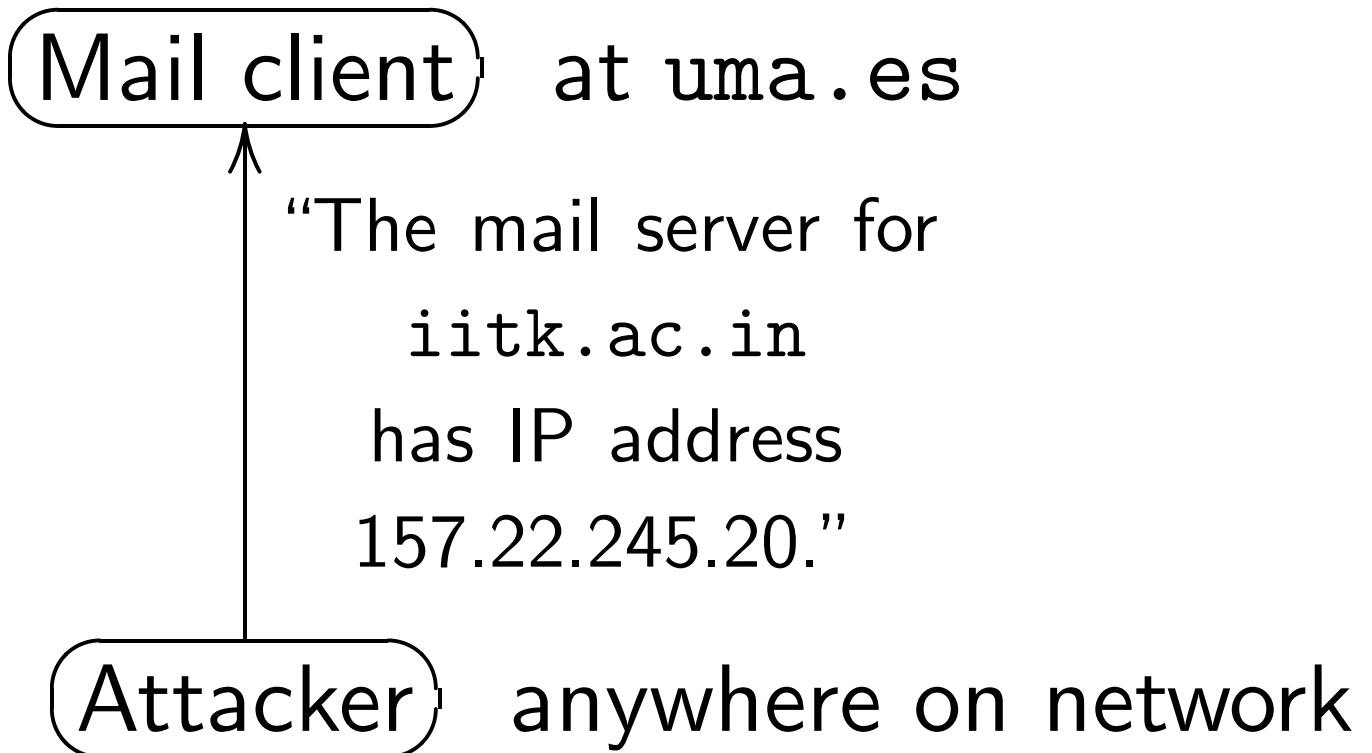 Mail client at uma.es
“The mail server for
iitk.ac.in
has IP address
157.22.245.20.”
Attacker anywhere on network